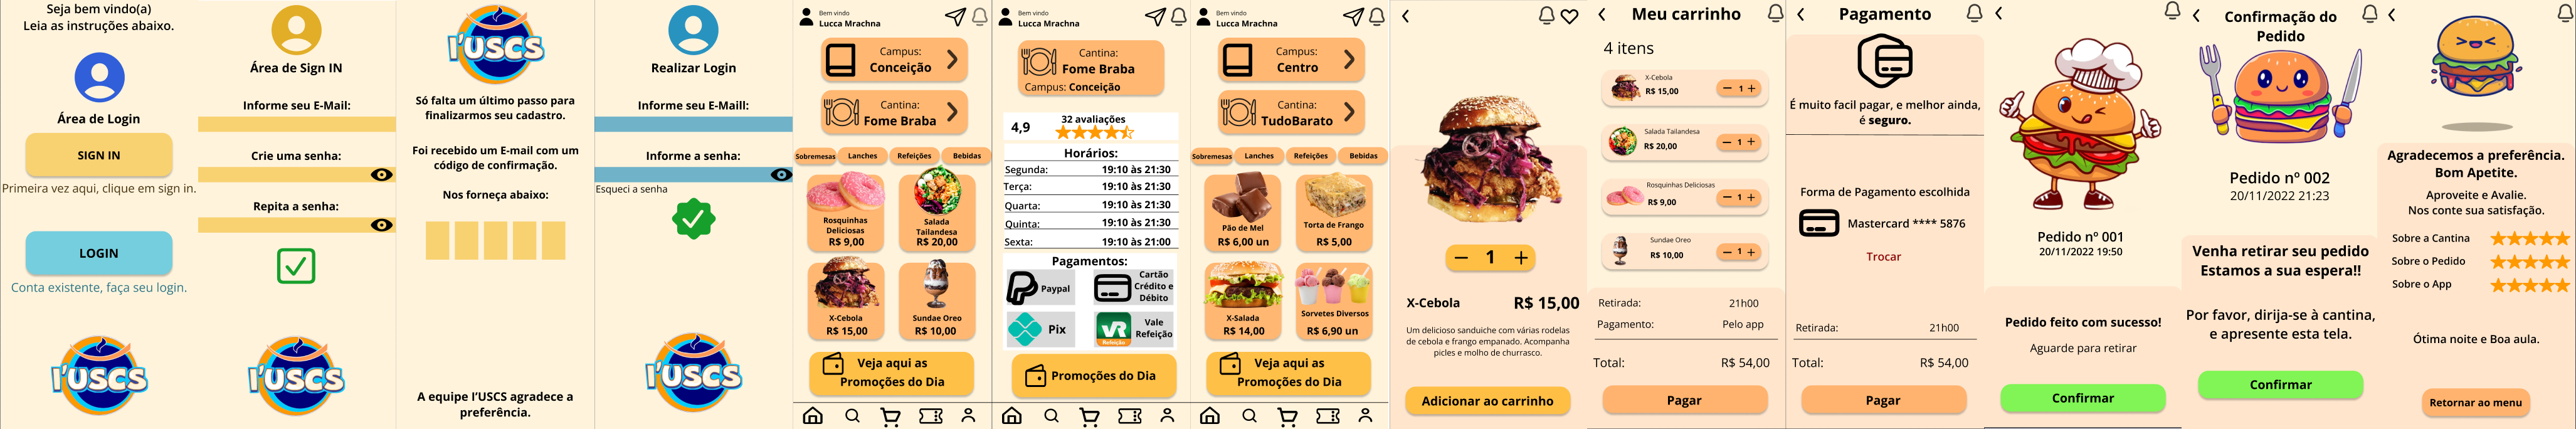 Seja bem vindo(a)
Leia as instruções abaixo.
Área de Login
SIGN IN
Primeira vez aqui, clique em sign in.
LOGIN
Conta existente, faça seu login.
l'USCS
Área de Sign IN
Informe seu E-Mail:
Crie uma senha:
Repita a senha:
l'USCS
l'USCS
Só falta um último passo para
finalizarmos seu cadastro.
Foi recebido um E-mail com um
código de confirmação.
Nos forneça abaixo:
A equipe l'USCS agradece a
preferência.
Realizar Login
Informe seu E-Maill:
Informe a senha:
Esqueci a senha
l'USCS
Bem vindo
Lucca Mrachna
Campus:
Conceição
Cantina:
Fome Braba
Sobremesas
Lanches
Refeições
Bebidas
Rosquinhas
Deliciosas
R$ 9,00
Salada
Tailandesa
R$ 20,00
X-Cebola
R$ 15,00
Sundae Oreo
R$ 10,00
Veja aqui as
Promoções do Dia
Bem vindo
Lucca Mrachna
Cantina:
Fome Braba
Campus: Conceição
4,9
32 avaliações
Horários:
Segunda: 19:10 às 21:30
Terça: 19:10 às 21:30
Quarta: 19:10 às 21:30
Quinta: 19:10 às 21:30
Sexta: 19:10 às 21:00
Pagamentos:
Paypal
Cartão
Crédito e
Débito
Pix
VR
Refeição
Vale
Refeição
Promoções do Dia
Bem vindo
Lucca Mrachna
Campus:
Centro
Cantina:
TudoBarato
Sobremesas
Lanches
Refeições
Bebidas
Pão de Mel
R$ 6,00 un
Torta de Frango
R$ 5,00
X-Salada
R$ 14,00
Sorvetes Diversos
R$ 6,90 un
Veja aqui as
Promoções do Dia
1
X-Cebola R$ 15,00
Um delicioso sanduiche com várias rodelas
de cebola e frango empanado. Acompanha
picles e molho de churrasco.
Adicionar ao carrinho
Meu carrinho
4 itens
X-Cebola
R$ 15,00
1
Salada Tailandesa
R$ 20,00
1
Rosquinhas Deliciosas
R$ 9,00
1
Sundae Oreo
R$ 10,00
1
Retirada: 21h00
Pagamento: Pelo app
Total: R$ 54,00
Pagar
Pagamento
É muito facil pagar, e melhor ainda,
é seguro.
Forma de Pagamento escolhida
Mastercard **** 5876
Trocar
Retirada: 21h00
Total: R$ 54,00
Pagar
Pedido nº 001
20/11/2022 19:50
Pedido feito com sucesso!
Aguarde para retirar
Confirmar
Confirmação do
Pedido
Pedido nº 002
20/11/2022 21:23
Venha retirar seu pedido
Estamos a sua espera!!
Por favor, dirija-se à cantina,
e apresente esta tela.
Confirmar
Agradecemos a preferência.
Bom Apetite.
Aproveite e Avalie.
Nos conte sua satisfação.
Sobre a Cantina
Sobre o Pedido
Sobre o App
Ótima noite e Boa aula.
Retornar ao menu